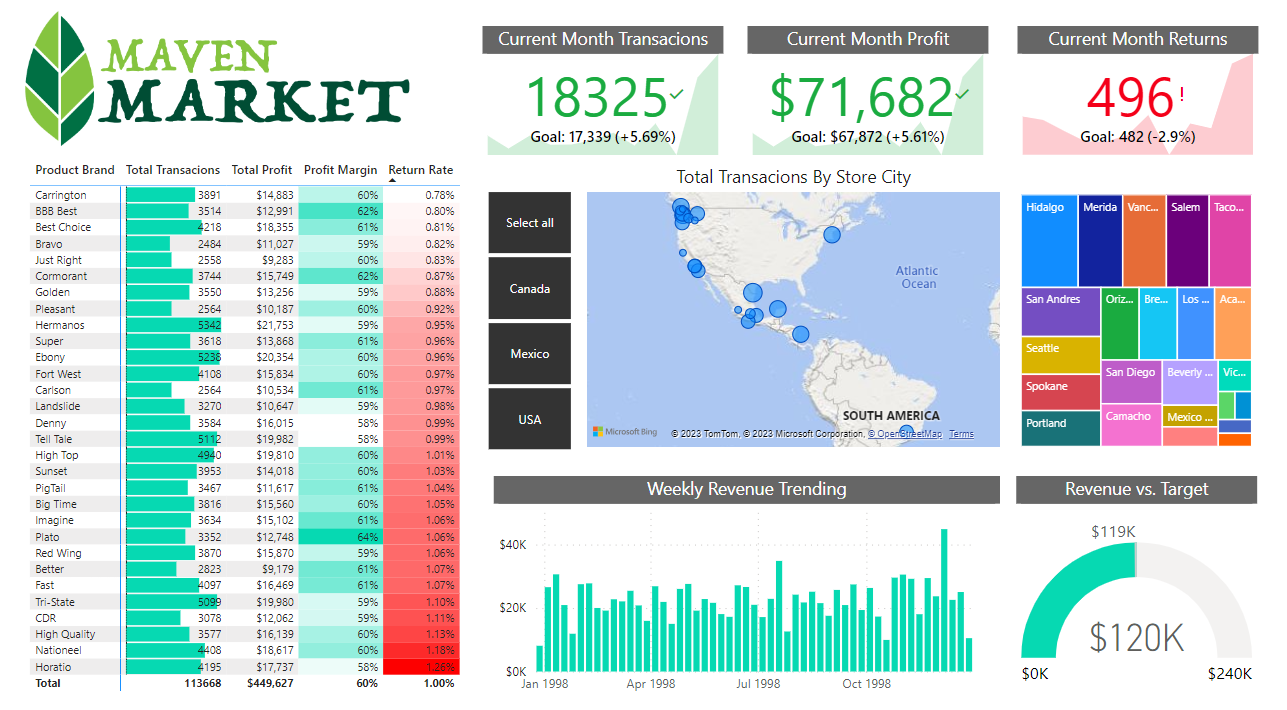 MAVEN
MARKET
Current Month Transacions
18325
Goal: 17,339 (+5.69%)
Current Month Profit
$71,682
Goal: $67,872 (+5.61%)
Current Month Returns
496!
Goal: 482 (-2.9%)
Product Brand Total Transacions Total Profit Profit Margin Return Rate
Carrington 3891 $14,883 60% 0.78%
BBB Best 3514 $12,991 62% 0.80%
Best Choice 4218 $18,355 61% 0.81%
Bravo 2484 $11,027 59% 0.82%
Just Right 2558 $9,283 60% 0.83%
Cormorant 3744 $15,749 62% 0.87%
Golden 3550 $13,256 59% 0.88%
Pleasant 2564 $10,187 60% 0.92%
Hermanos 5342 $21,753 59% 0.95%
Super 3618 $13,868 61% 0.96%
Ebony 5238 $20,354 60% 0.96%
Fort West 4108 $15,834 60% 0.97%
Carlson 2564 $10,534 61% 0.97%
Landslide 3270 $10,647 59% 0.98%
Denny 3584 $16,015 58% 0.99%
Tell Tale 5112 $19,982 58% 0.99%
High Top 4940 $19,810 60% 1.01%
Sunset 3953 $14,018 60% 1.03%
PigTail 3467 $11,617 61% 1.04%
Big Time 3816 $15,560 60% 1.05%
Imagine 3634 $15,102 61% 1.06%
Plato 3352 $12,748 64% 1.06%
Red Wing 3870 $15,870 59% 1.06%
Better 2823 $9,179 61% 1.07%
Fast 4097 $16,469 61% 1.07%
Tri-State 5099 $19,980 59% 1.10%
CDR 3078 $12,062 59% 1.11%
High Quality 3577 $16,139 60% 1.13%
Nationeel 4408 $18,617 60% 1.18%
Horatio 4195 $17,737 58% 1.26%
Total 113668 $449,627 60% 1.00%
Total Transacions By Store City
Select all
Canada
Mexico
USA
Atlantic
Ocean
SOUTH AMERICA
Microsoft Bing
© 2023 TomTom, © 2023 Microsoft Corporation, © OpenStreetMap Terms
Hidalgo Merida Vanc... Salem Taco...
San Andres Oriz... Bre... Los ... Aca...
Seattle
San Diego Beverly ... Vic...
Spokane
Camacho Mexico ...
Portland
Weekly Revenue Trending
$40K
$20K
$0K
Jan 1998 Apr 1998 Jul 1998 Oct 1998
Revenue vs. Target
$119K
$120K
$0K $240K